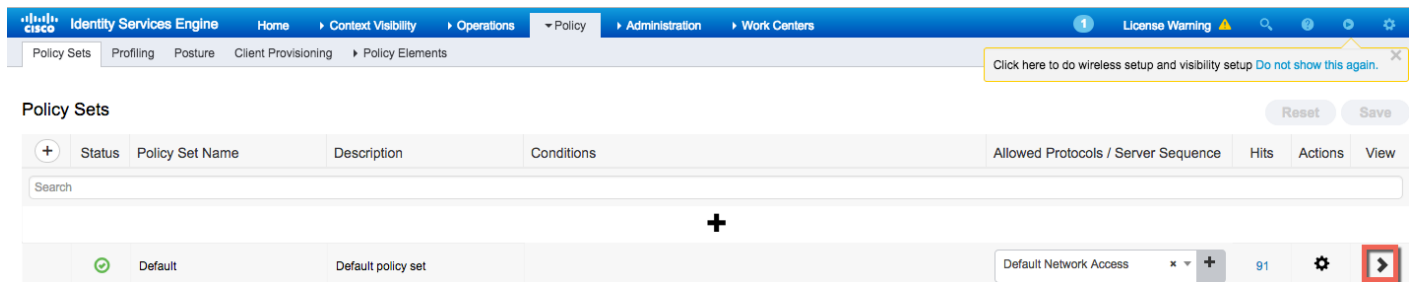 cisco Identity Services Engine Home Context Visibility Operations Policy Administration Work Centers 1 License Warning
Policy Sets Profiling Posture Client Provisioning Policy Elements
Click here to do wireless setup and visibility setup Do not show this again.
Policy Sets
Reset Save
+ Status Policy Set Name Description Conditions Allowed Protocols / Server Sequence Hits Actions View
Search
Default Default policy set Default Network Access 91